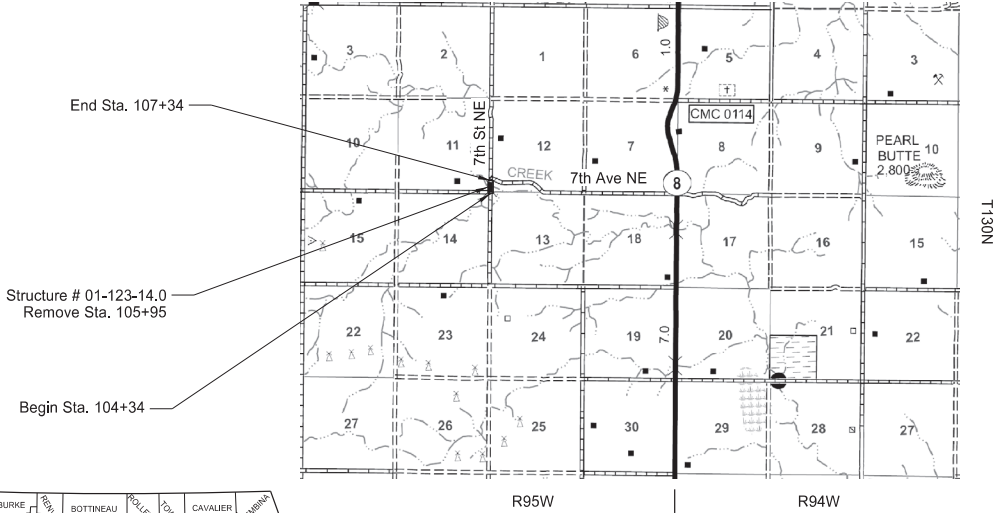 3 2 1 6 1.0 5 4 3
End Sta. 107+34
CMC 0114
10 11 7th St NE 12 7 8 9 PEARL BUTTE 2,800 10
CREEK 7th Ave NE 8
T130N
15 14 13 18 17 16 15
Structure # 01-123-14.0
Remove Sta. 105+95
22 23 24 19 7.0 20 21 22
Begin Sta. 104+34
27 26 25 30 29 28 27
R95W R94W
BURKE BOTTINEAU CAVALIER